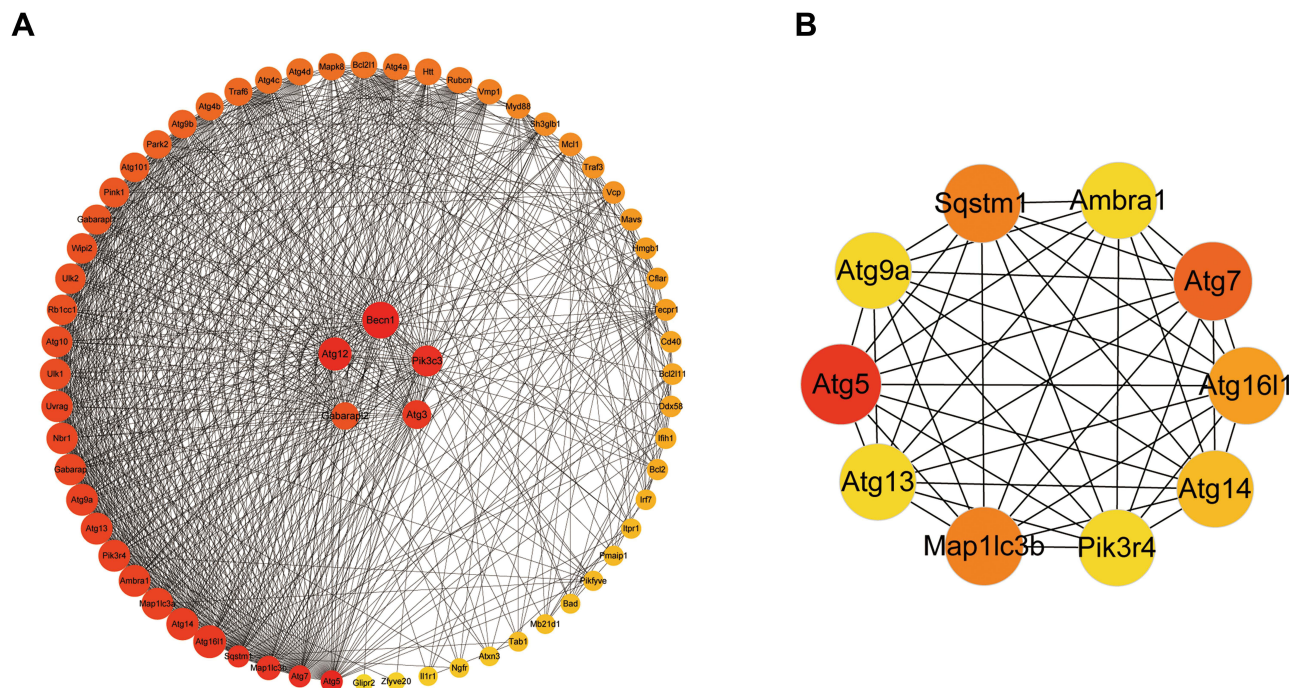 A
B
Bcl2l1
Atg4a
Htt
Rubcn
Vmp1
Myd88
Sh3glb1
Mcl1
Traf3
Vcp
Mavs
Hmgb1
Cflar
Tecpr1
Cd40
Bcl2l11
Ddx58
Ifih1
Bcl2
Irf7
Itpr1
Pmaip1
Pikfyve
Bad
Mb21d1
Tab1
Atxn3
Ngfr
Il1r1
Zfyve20
Glipr2
Atg5
Atg7
Map1lc3b
Sqstm1
Atg16l1
Atg14
Map1lc3a
Ambra1
Pik3r4
Atg13
Atg9a
Gabarap
Nbr1
Uvrag
Ulk1
Atg10
Rb1cc1
Ulk2
Wipi2
Gabarapl1
Pink1
Atg101
Park2
Atg9b
Atg4b
Traf6
Atg4c
Atg4d
Mapk8
Becn1
Atg12
Pik3c3
Gabarapl2
Atg3
Sqstm1
Ambra1
Atg9a
Atg7
Atg5
Atg16l1
Atg13
Atg14
Map1lc3b
Pik3r4